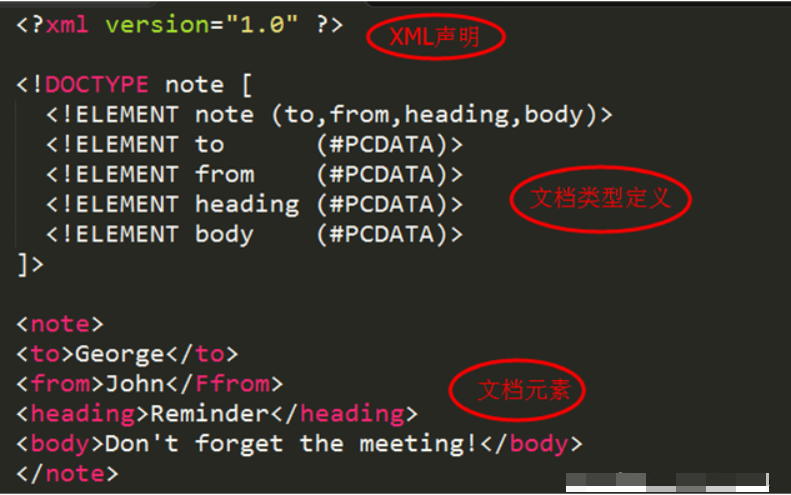 <?xml version="1.0" ?>
XML声明
<!DOCTYPE note [
<!ELEMENT note (to,from,heading,body)>
<!ELEMENT to      (#PCDATA)>
<!ELEMENT from    (#PCDATA)>
<!ELEMENT heading (#PCDATA)>
文档类型定义
<!ELEMENT body    (#PCDATA)>
]>
<note>
<to>George</to>
<from>John</Ffrom>
文档元素
<heading>Reminder</heading>
<body>Don't forget the meeting!</body>
</note>